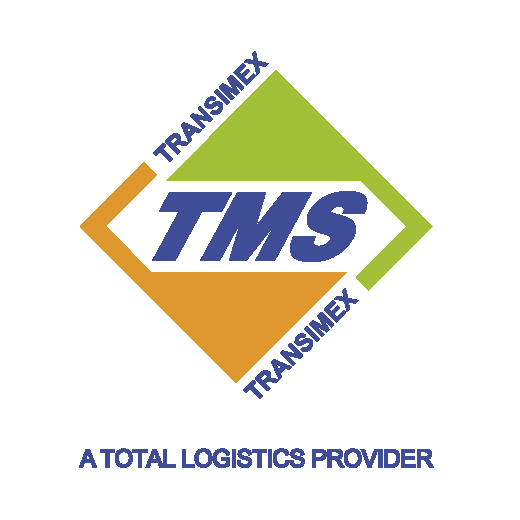 TRANSIMEX
TMS
TRANSIMEX
A TOTAL LOGISTICS PROVIDER